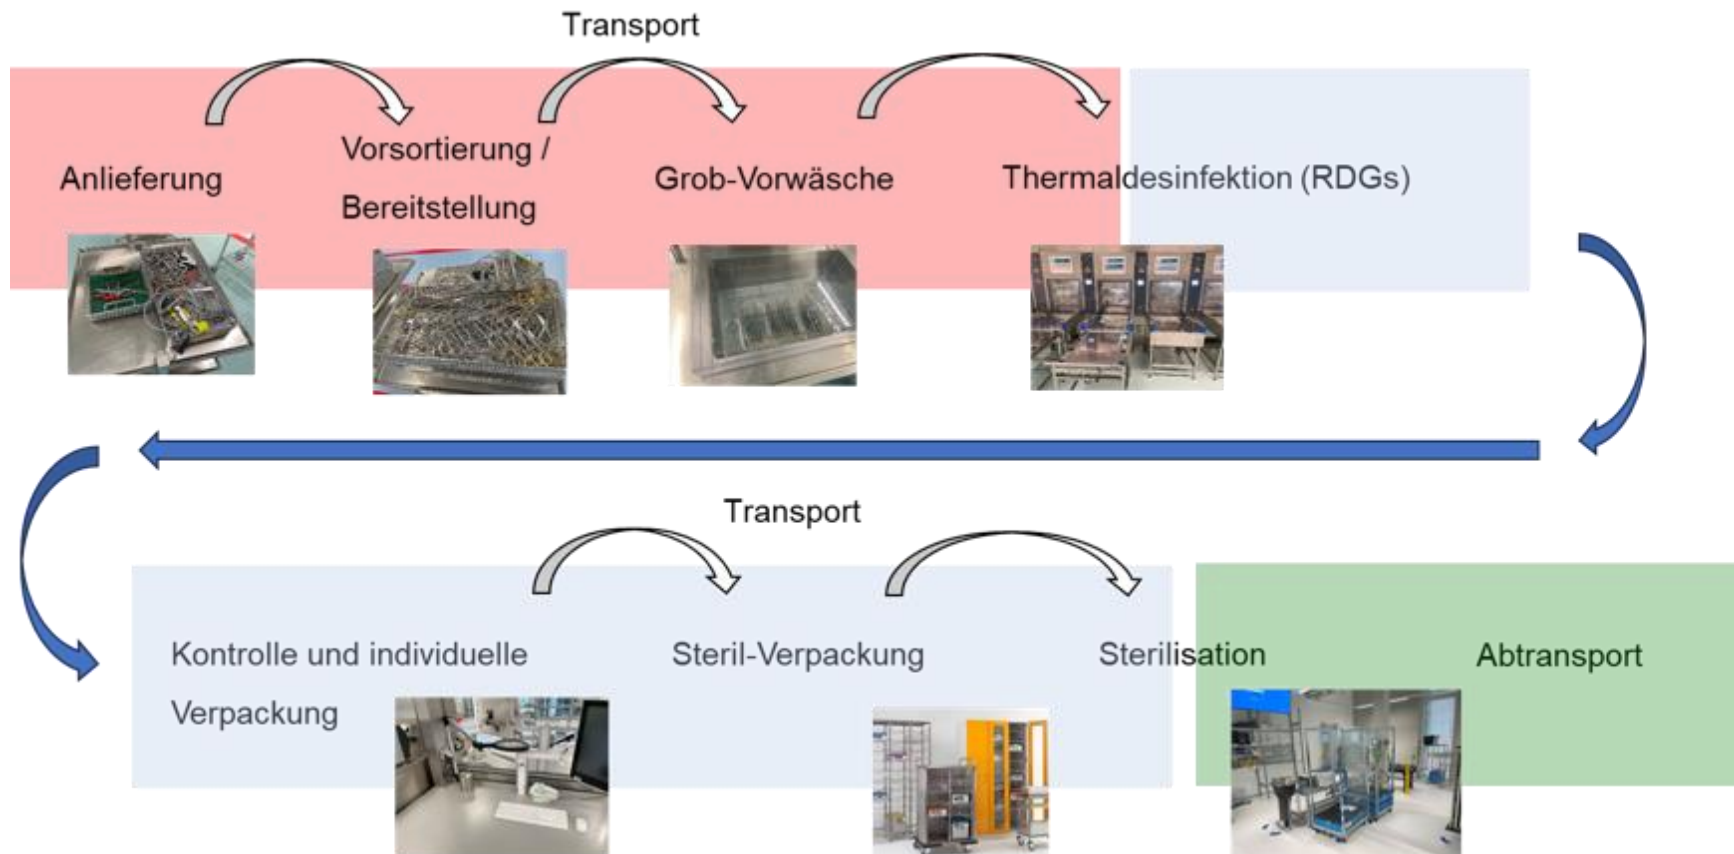 Transport
Anlieferung
Vorsortierung /
Bereitstellung
Grob-Vorwäsche
Thermaldesinfektion (RDGs)
Transport
Kontrolle und individuelle
Verpackung
Steril-Verpackung
Sterilisation
Abtransport